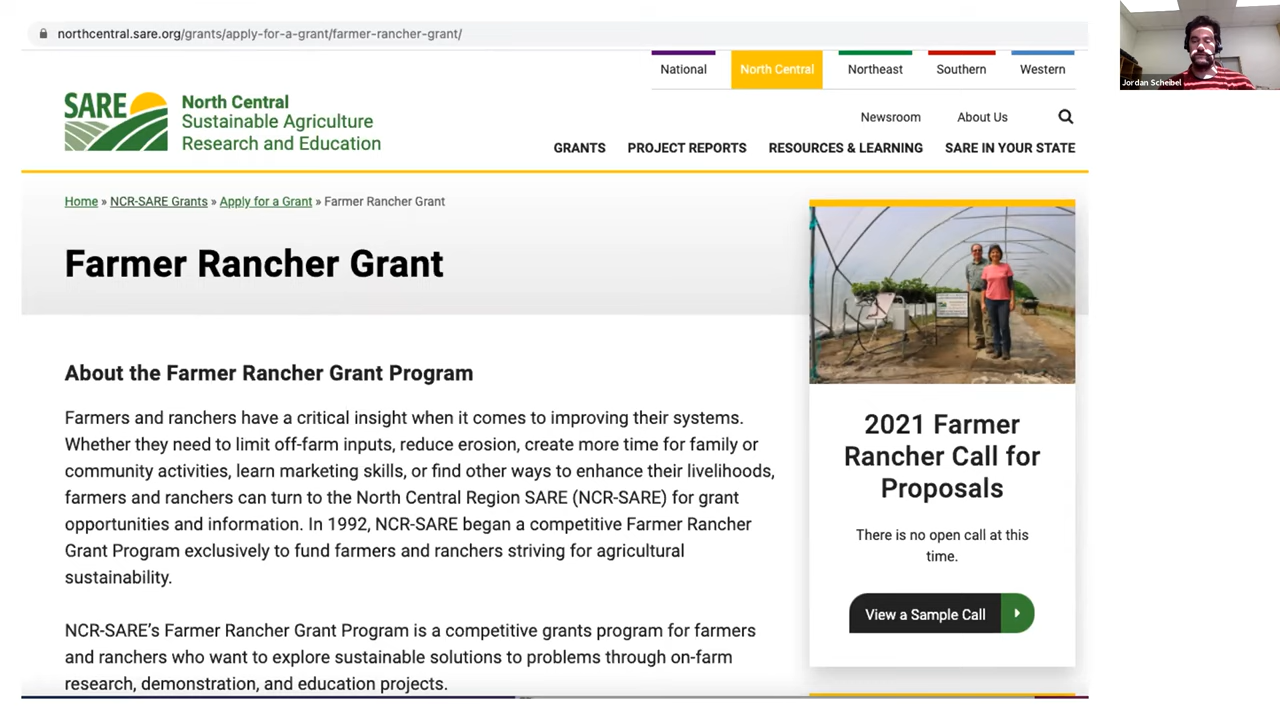 northcentral.sare.org/grants/apply-for-a-grant/farmer-rancher-grant/
Jordan Scheibel
National
North Central
Northeast
Southern
Western
SARE
North Central
Sustainable Agriculture
Research and Education
Newsroom
About Us
GRANTS
PROJECT REPORTS
RESOURCES & LEARNING
SARE IN YOUR STATE
Home » NCR-SARE Grants » Apply for a Grant » Farmer Rancher Grant
Farmer Rancher Grant
About the Farmer Rancher Grant Program
Farmers and ranchers have a critical insight when it comes to improving their systems.
Whether they need to limit off-farm inputs, reduce erosion, create more time for family or
community activities, learn marketing skills, or find other ways to enhance their livelihoods,
farmers and ranchers can turn to the North Central Region SARE (NCR-SARE) for grant
opportunities and information. In 1992, NCR-SARE began a competitive Farmer Rancher
Grant Program exclusively to fund farmers and ranchers striving for agricultural
sustainability.
NCR-SARE’s Farmer Rancher Grant Program is a competitive grants program for farmers
and ranchers who want to explore sustainable solutions to problems through on-farm
research, demonstration, and education projects.
2021 Farmer
Rancher Call for
Proposals
There is no open call at this
time.
View a Sample Call